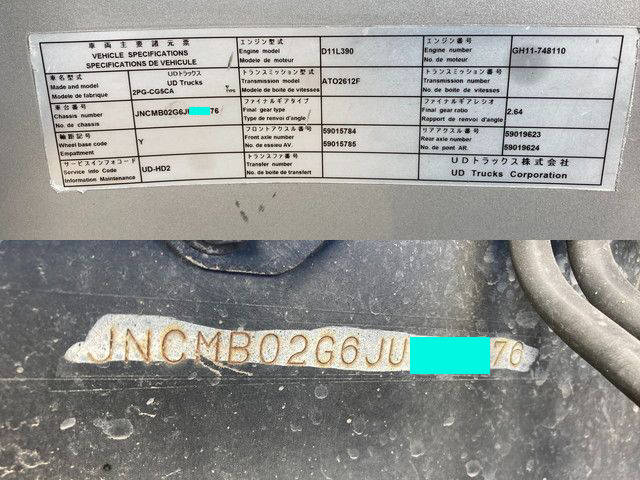 車両主要諸元票
VEHICLE SPECIFICATIONS
SPECIFICATIONS DE VEHICULE
エンジン型式
Engine model
Modele de moteur
D11L390
エンジン番号
Engine number
No. de moteur
GH11-748110
車名型式
Made and model
Modele de fabrique
UDトラックス
UD Trucks
2PG-CG5CA
トランスミッション型式
Transmission model
Modele de boite de vitesses
ATO2612F
トランスミッション番号
Transmission number
No. de boite de vitesses
車台番号
Chassis number
No. de chassis
JNCMB02G6JU 76
ファイナルギアタイプ
Final gear type
Type de renvoi d'angle
ファイナルギアレシオ
Final gear ratio
Rapport de renvoi d'angle
2.64
軸距記号
Wheel base code
Empattment
Y
フロントアクスル番号
Front axle number
No. de essieu AV.
59015784
59015785
リアアクスル番号
Rear axle number
No. de pont AR.
59019623
59019624
サービスインフォコード
Service info Code
Information Maintenance
UD-HD2
トランスファ番号
Transfer number
No. de boite de transfert
UDトラックス株式会社
UD Trucks Corporation
JNCMB02G6JU 76